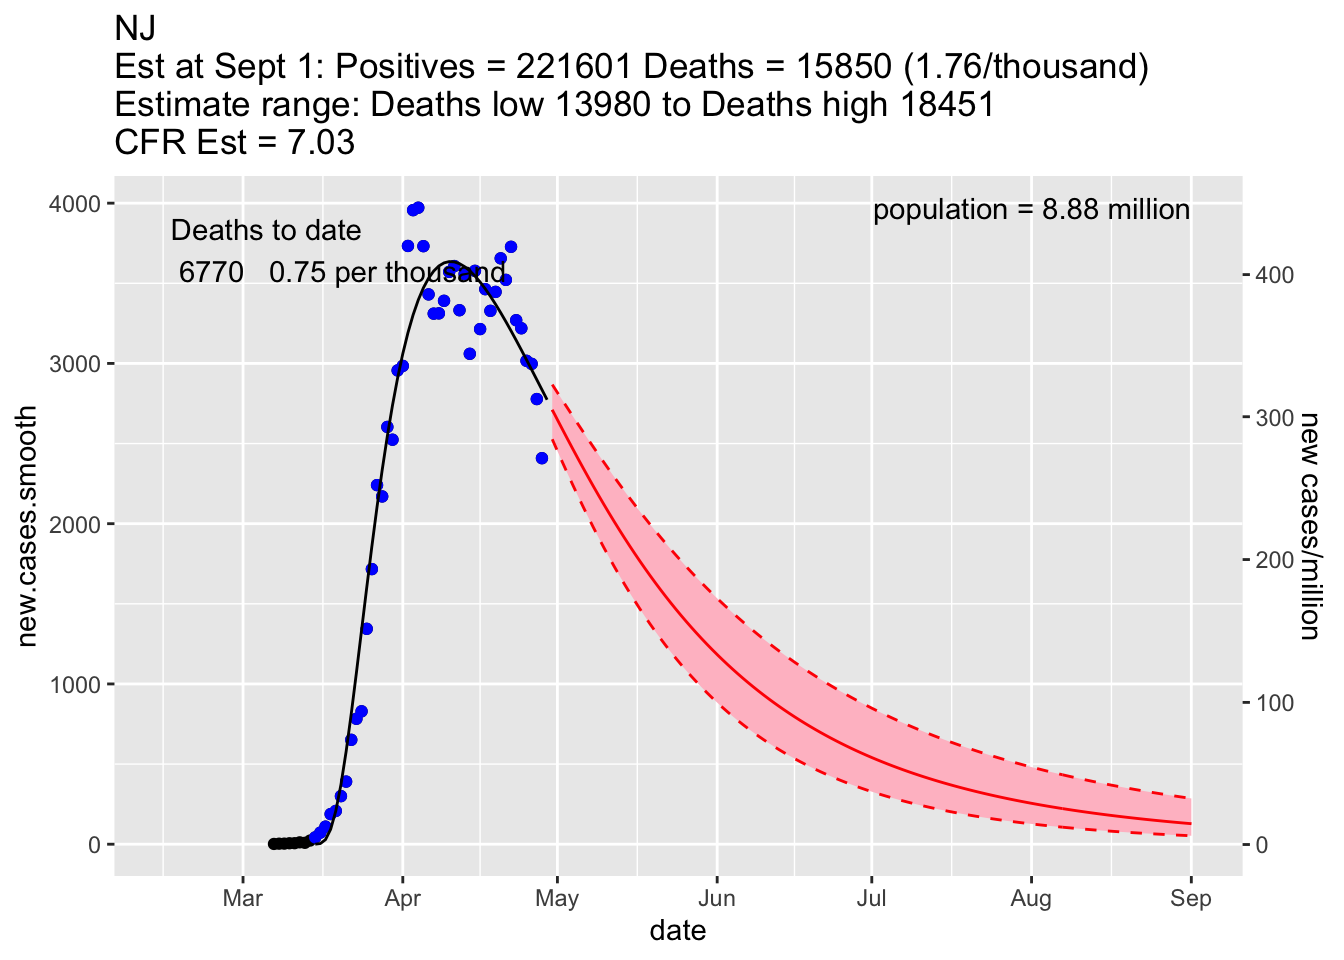 NJ
Est at Sept 1: Positives = 221601 Deaths = 15850 (1.76/thousand)
Estimate range: Deaths low 13980 to Deaths high 18451
CFR Est = 7.03
4000
3000
2000
1000
0
new.cases.smooth
Deaths to date
6770 0.75 per thousand
population = 8.88 million
400
300
200
100
0
new cases/million
Mar Apr May Jun Jul Aug Sep
date